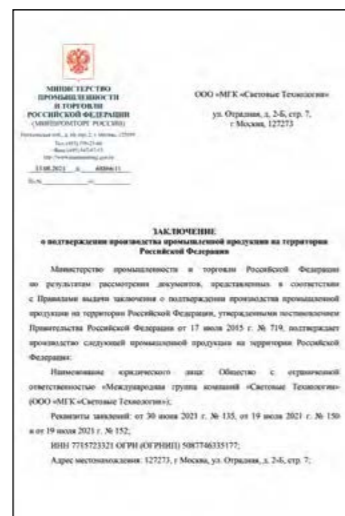 МИНИСТЕРСТВО
ПРОМЫШЛЕННОСТИ
И ТОРГОВЛИ
РОССИЙСКОЙ ФЕДЕРАЦИИ
(МИНПРОМТОРГ РОССИИ)
ООО «МГК «Световые Технологии»
ул. Отрадная, д. 2-Б, стр. 7,
г Москва, 127273
ЗАКЛЮЧЕНИЕ
о подтверждении производства промышленной продукции на территории
Российской Федерации
Министерство промышленности и торговли Российской Федерации
по результатам рассмотрения документов, представленных в соответствии
с Правилами выдачи заключения о подтверждении производства промышленной
продукции на территории Российской Федерации, утвержденными постановлением
Правительства Российской Федерации от 17 июля 2015 г. № 719, подтверждает
производство следующей промышленной продукции на территории Российской
Федерации:
Наименование юридического лица: Общество с ограниченной
ответственностью «Международная группа компаний «Световые Технологии»
(ООО «МГК «Световые Технологии»);
Реквизиты заявлений: от 30 июня 2021 г. № 135, от 19 июля 2021 г. № 150
и от 19 июля 2021 г. № 152;
ИНН 7715723321 ОГРН (ОГРНИП) 5087746335177;
Адрес местонахождения: 127273, г Москва, ул. Отрадная, д. 2-Б, стр. 7;